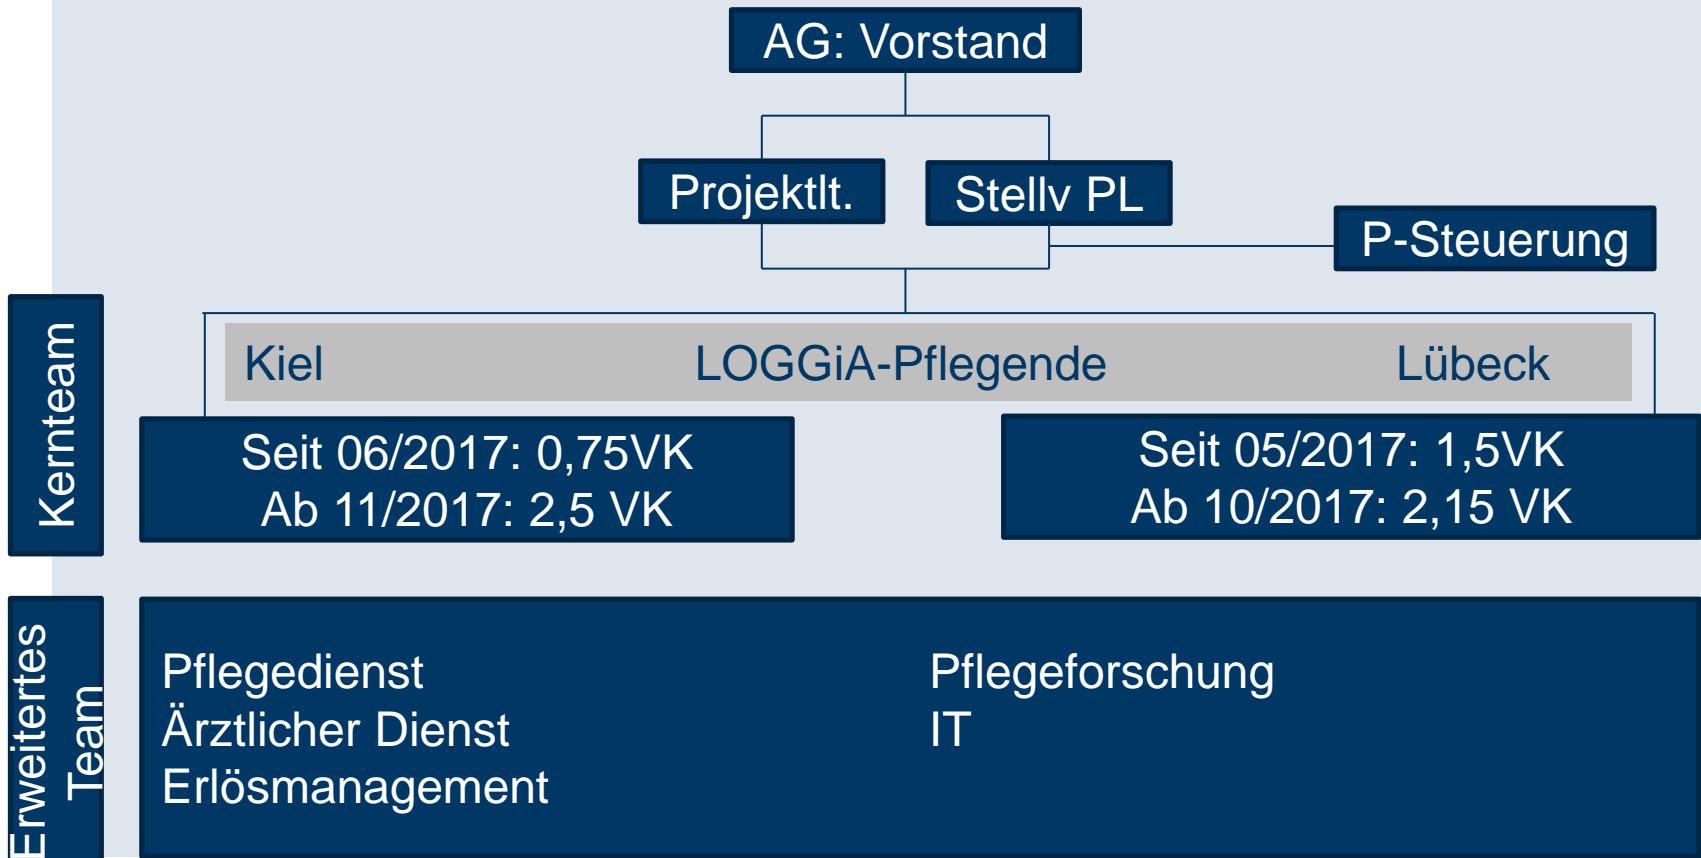 AG: Vorstand
Projektlt.
Stellv PL
P-Steuerung
Kernteam
Kiel LOGGiA-Pflegende Lübeck
Seit 06/2017: 0,75VK
Ab 11/2017: 2,5 VK
Seit 05/2017: 1,5VK
Ab 10/2017: 2,15 VK
Erweitertes
Team
Pflegedienst
Ärztlicher Dienst
Erlösmanagement
Pflegeforschung
IT